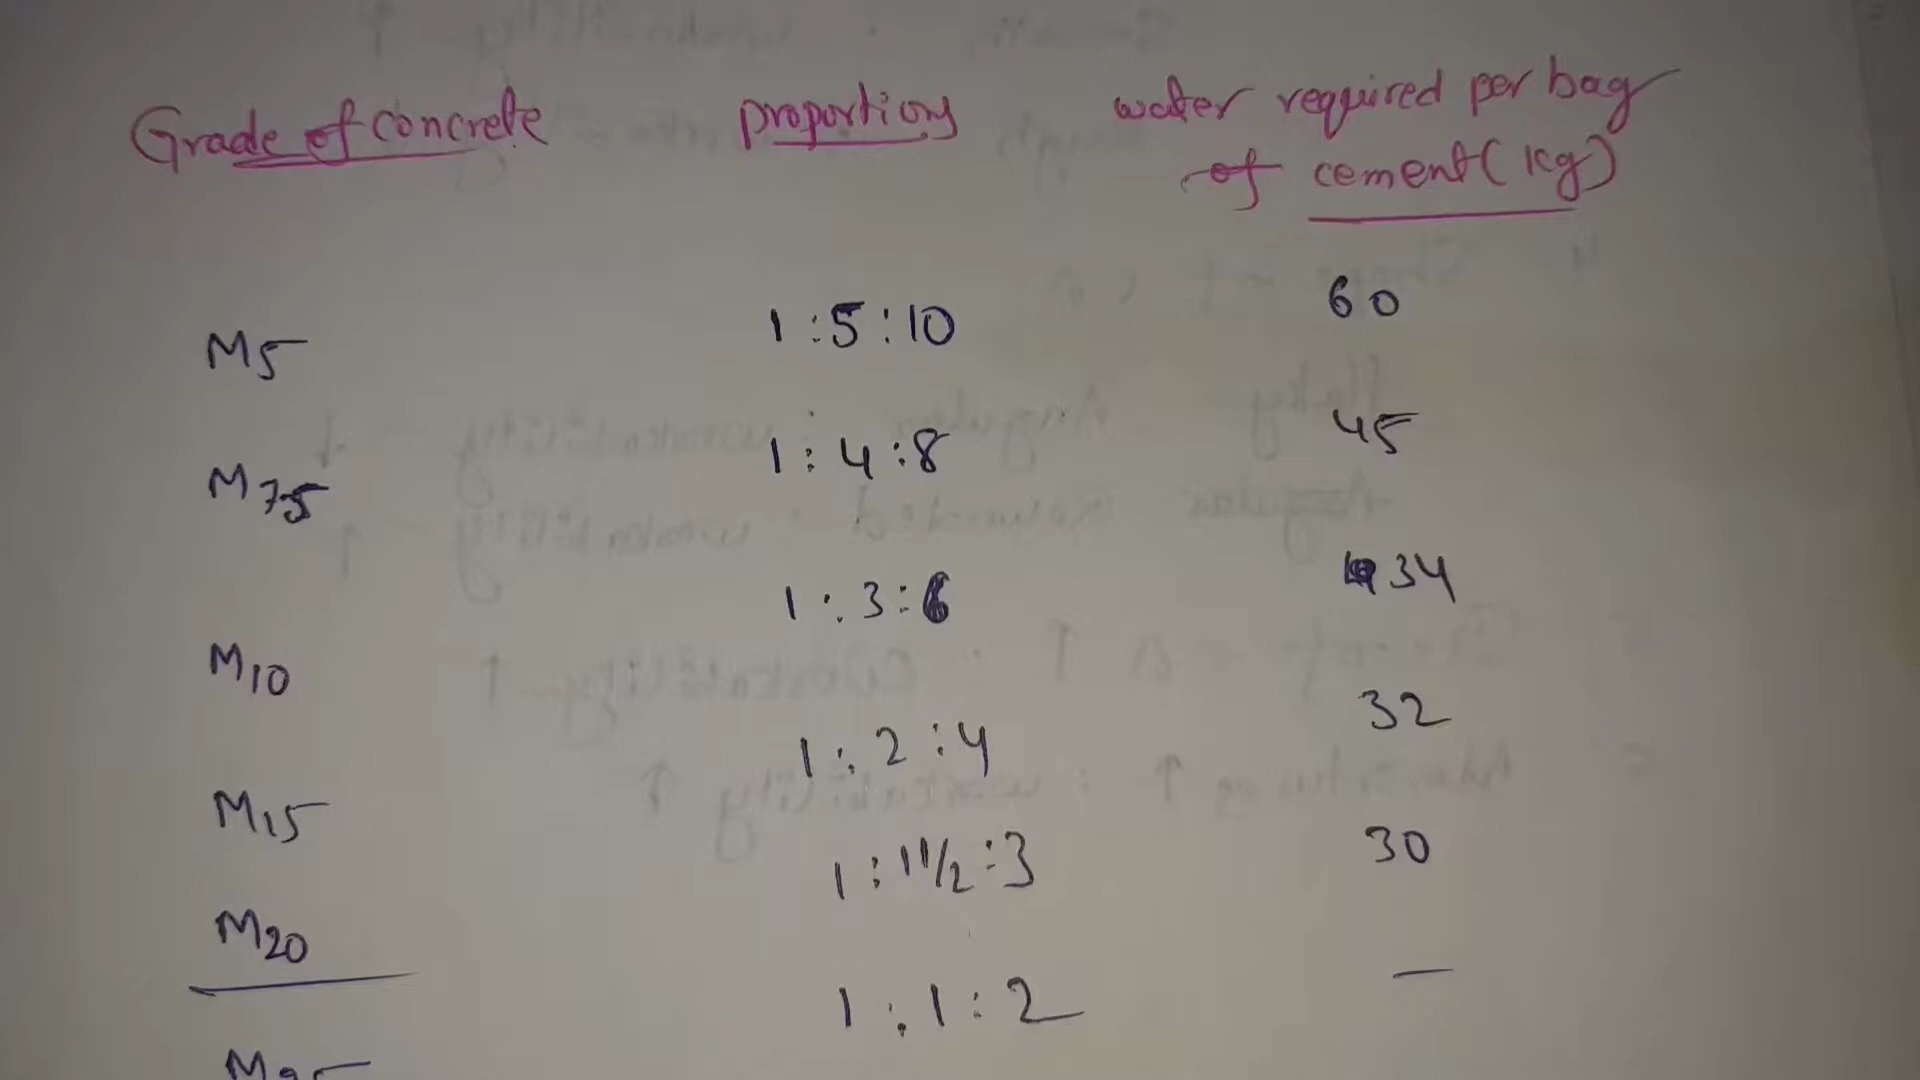 Grade of concrete proportions water required per bag
of cement (kg)
M5 1:5:10 60
M7.5 1:4:8 45
M10 1:3:6 34
M15 1:2:4 32
M20 1:1 1/2:3 30
1:1:2 —